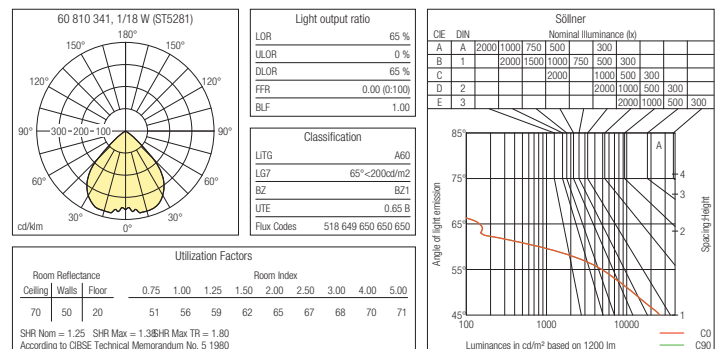 60 810 341, 1/18 W (ST5281)
180°
150° 150°
120° 120°
90° 300 200 100 90°
60° 60°
30° 30°
0°
cd/klm
Light output ratio
LOR 65 %
ULOR 0 %
DLOR 65 %
FFR 0.00 (0:100)
BLF 1.00
Classification
LiTG A60
LG7 65°<200cd/m2
BZ BZ1
UTE 0.65 B
Flux Codes 518 649 650 650 650
Utilization Factors
Room Reflectance Room Index
Ceiling Walls Floor 0.75 1.00 1.25 1.50 2.00 2.50 3.00 4.00 5.00
70 50 20 51 56 59 62 65 67 68 70 71
SHR Nom = 1.25 SHR Max = 1.38 SHR Max TR = 1.80
According to CIBSE Technical Memorandum No. 5 1980
Söllner
CIE DIN Nominal Illuminance (lx)
A A 2000 1000 750 500 300
B 1 2000 1500 1000 750 500 300
C 2000 1000 500 300
D 2 2000 1000 500 300
E 3 2000 1000 500 300
85°
A
75°
4
3
65°
2
55°
1
45°
100 1000 10000
Angle of light emission
Spacing:Height
Luminances in cd/m² based on 1200 lm
C0
C90